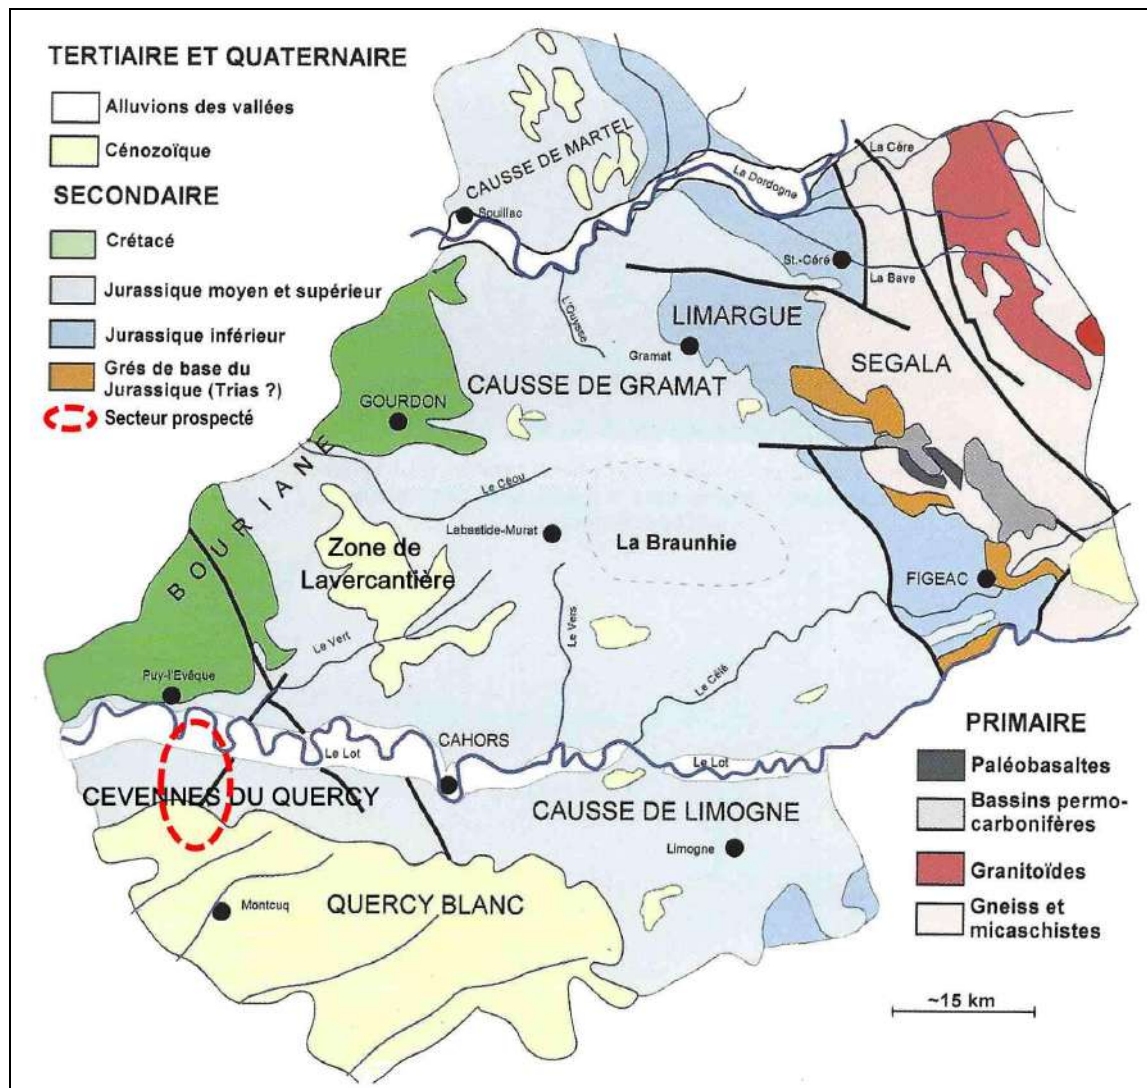 TERTIAIRE ET QUATERNAIRE
Alluvions des vallées
Cénozoïque
SECONDAIRE
Crétacé
Jurassique moyen et supérieur
Jurassique inférieur
Grés de base du
Jurassique (Trias ?)
Secteur prospecté
CAUSSE DE MARTEL
Souillac
La Dordogne
La Cère
St.-Céré
La Bave
L'Ouysse
LIMARGUE
Gramat
SEGALA
CAUSSE DE GRAMAT
GOURDON
BOURIANE
Le Céou
Labastide-Murat
La Braunhie
Zone de
Lavercantière
FIGEAC
Le Vert
Le Vers
Le Célé
Puy-l'Evêque
CAHORS
Le Lot
Le Lot
CEVENNES DU QUERCY
CAUSSE DE LIMOGNE
Limogne
Montcuq
QUERCY BLANC
PRIMAIRE
Paléobasaltes
Bassins permo-
carbonifères
Granitoïdes
Gneiss et
micaschistes
~15 km